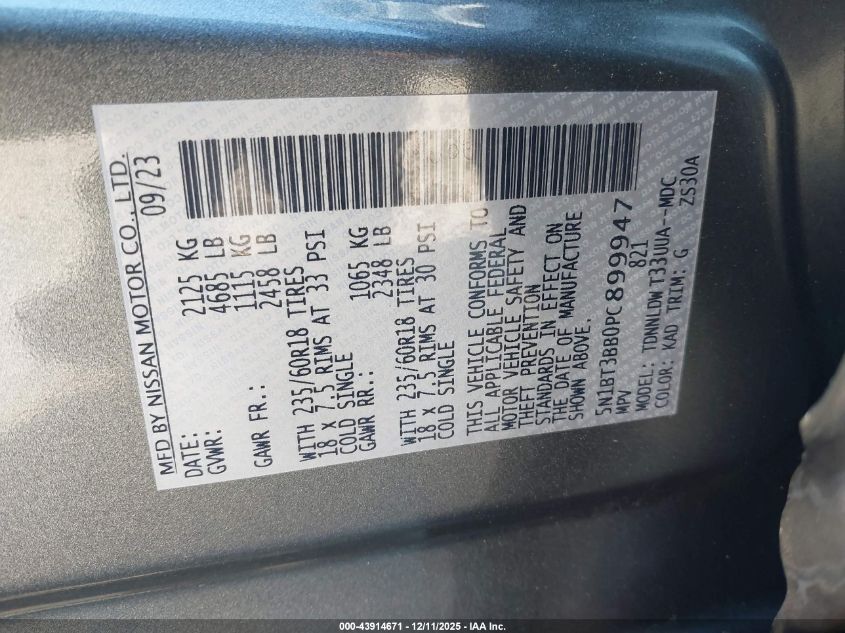 MFD BY NISSAN MOTOR CO., LTD.
DATE: 09/23
GVWR: 2125 KG
4685 LB
GAWR FR.: 1115 KG
2458 LB
WITH 235/60R18 TIRES
18 x 7.5 RIMS AT 33 PSI
COLD SINGLE
GAWR RR.: 1065 KG
2348 LB
WITH 235/60R18 TIRES
18 x 7.5 RIMS AT 30 PSI
COLD SINGLE
THIS VEHICLE CONFORMS TO
ALL APPLICABLE FEDERAL
MOTOR VEHICLE SAFETY AND
THEFT PREVENTION
STANDARDS IN EFFECT ON
THE DATE OF MANUFACTURE
SHOWN ABOVE.
5N1BT3BB0PC899947
MPV 821
MODEL: TDNNLDWT33UUA--MDC
COLOR: KAD TRIM: G ZS30A
000-43914671 - 12/11/2025 - IAA Inc.